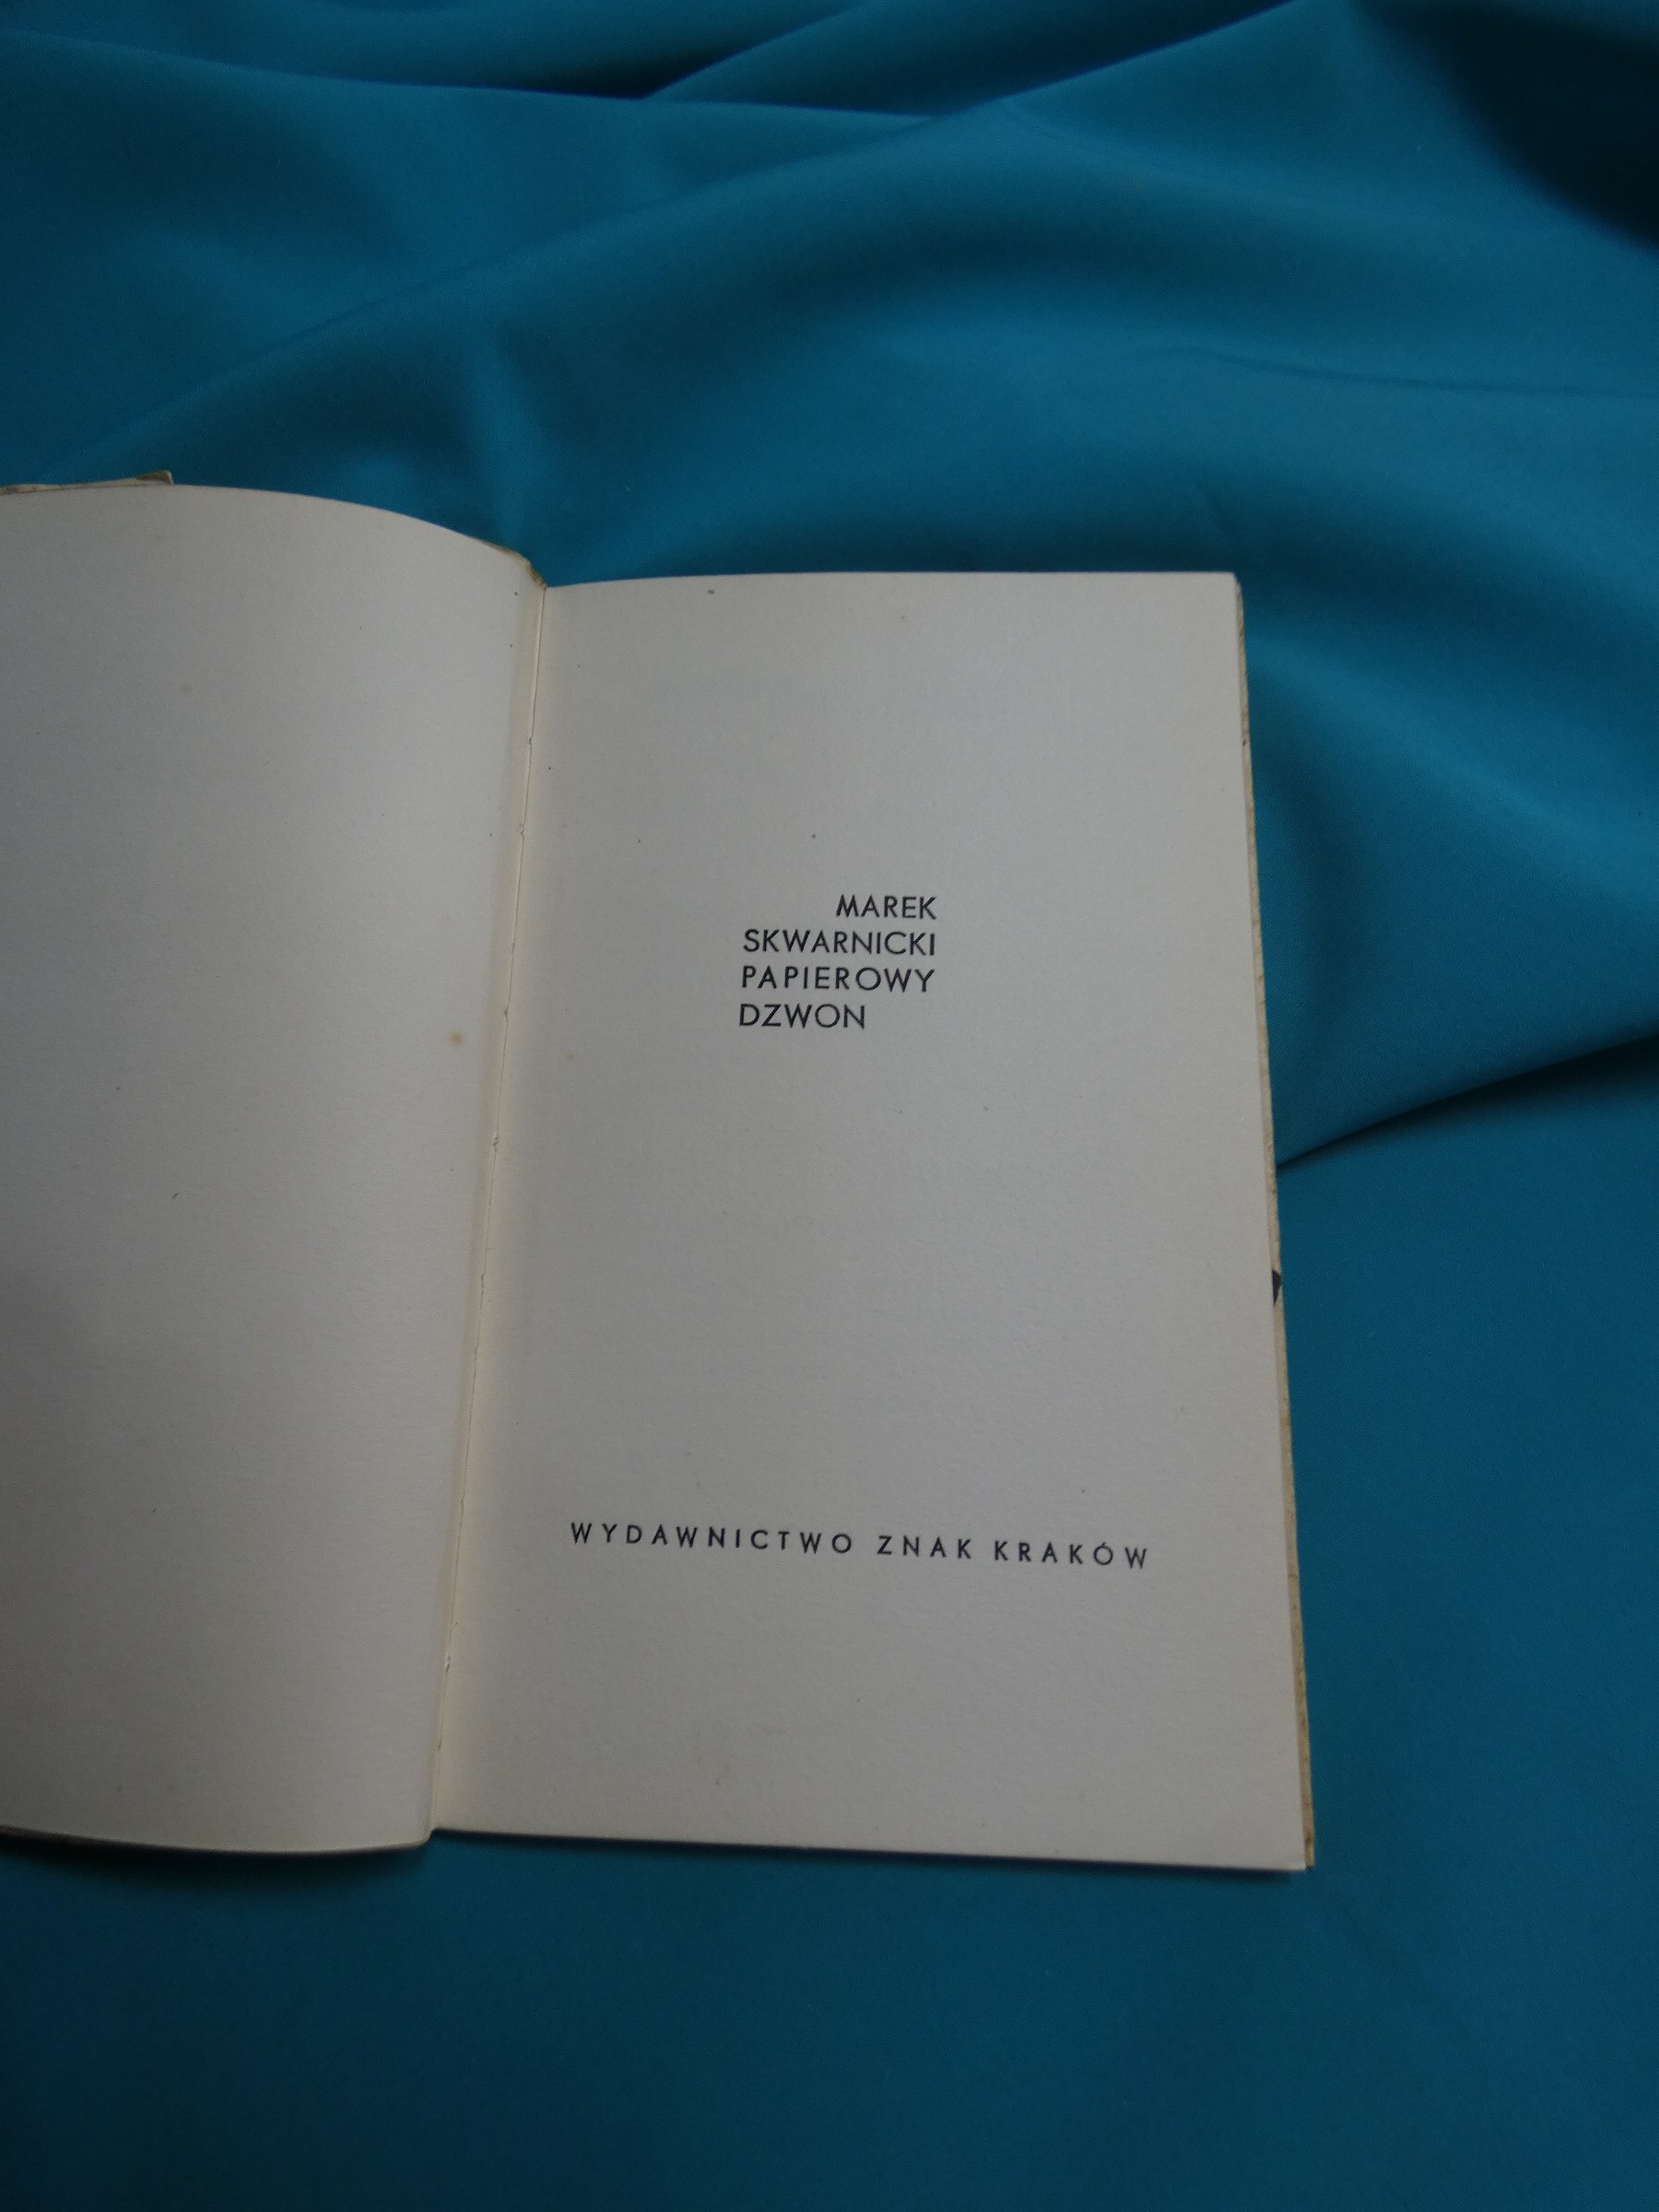 MAREK
SKWARNICKI
PAPIEROWY
DZWON
WYDAWNICTWO ZNAK KRAKÓW